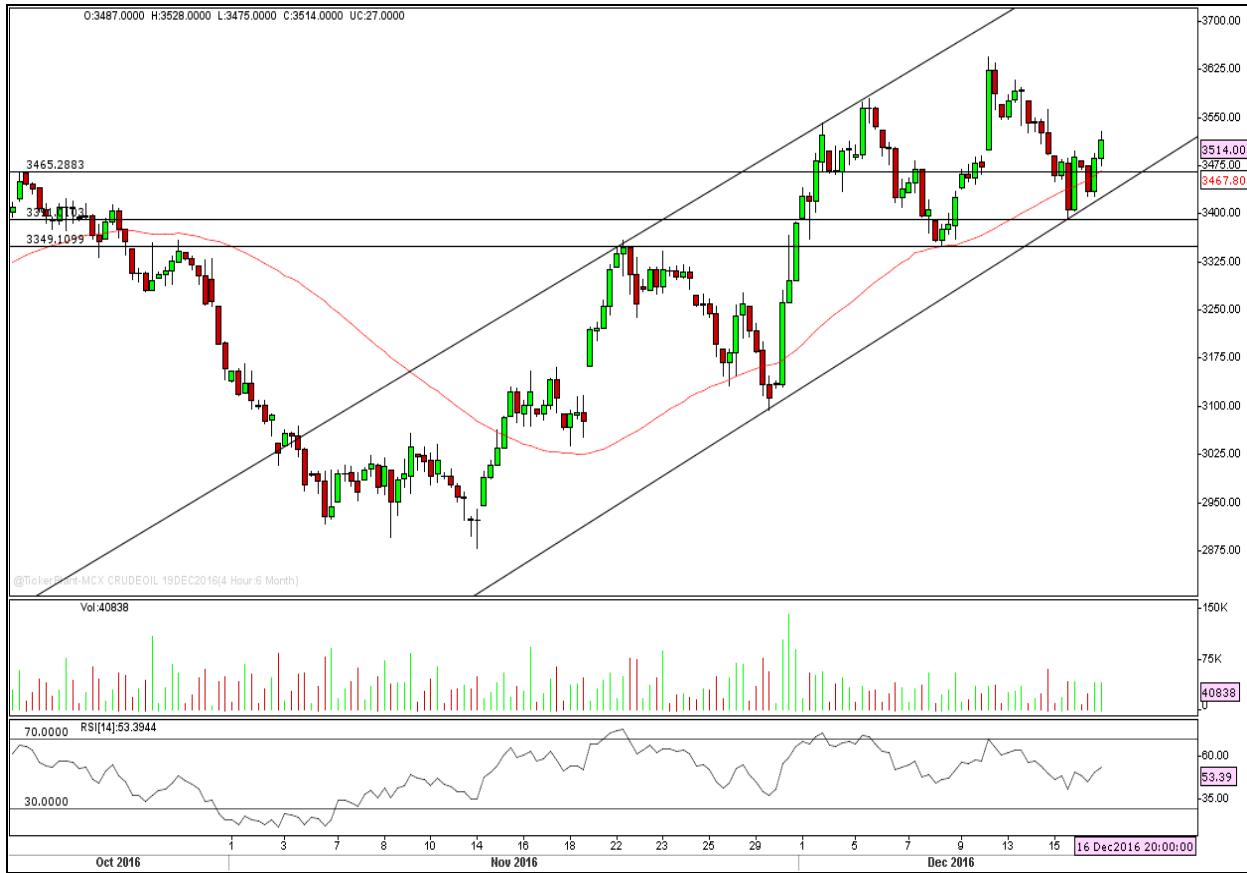 O:3487.0000 H:3528.0000 L:3475.0000 C:3514.0000 UC:27.0000
3700.00
3625.00
3550.00
3514.00
3475.00
3467.80
3400.00
3325.00
3250.00
3175.00
3100.00
3025.00
2950.00
2875.00
3465.2883
3349.1099
@TickerPlant-MCX CRUDEOIL 19DEC2016(4 Hour:6 Month)
Vol:40838
150K
75K
40838
0
70.0000 RSI[14]:53.3944
30.0000
60.00
53.39
35.00
1 3 7 8 10 14 16 18 22 23 25 29 1 5 7 9 13 15 16 Dec2016 20:00:00
Oct 2016 Nov 2016 Dec 2016